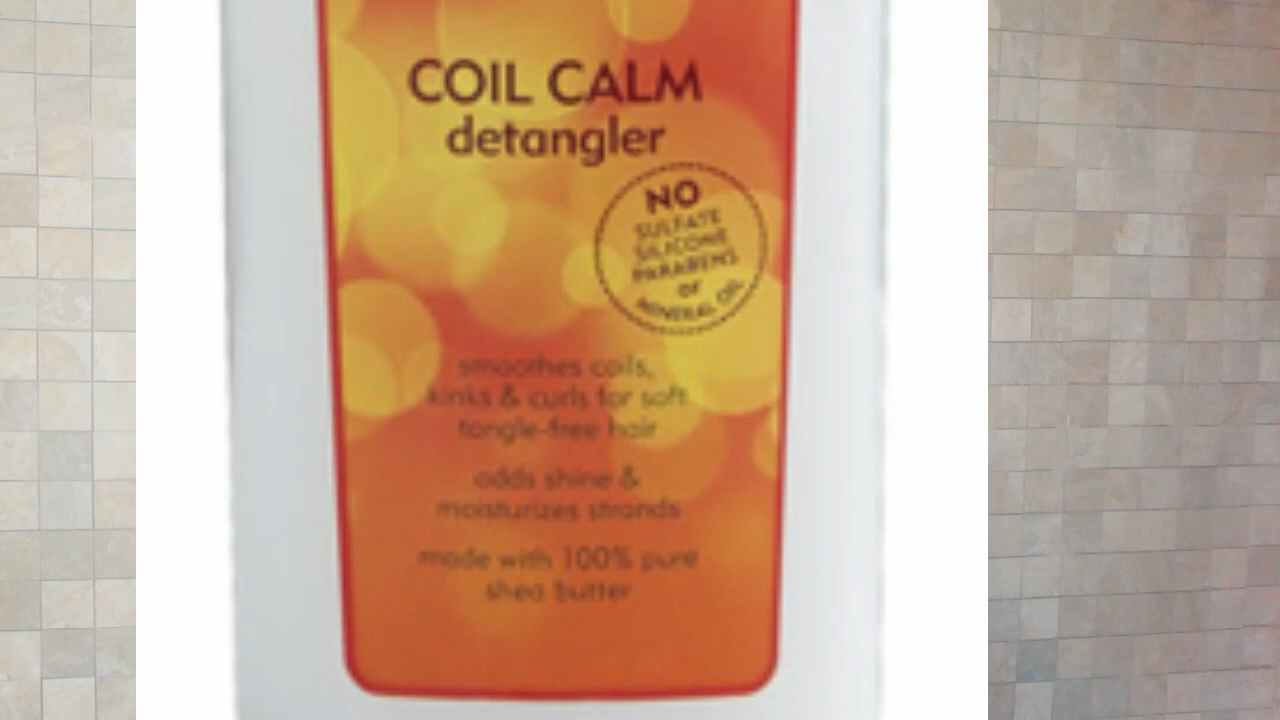 COIL CALM
detangler
NO
SULFATE
SILICONE
PARABENS
or
MINERAL OIL
smoothes coils,
kinks & curls for soft
tangle-free hair
adds shine &
moisturizes strands
made with 100% pure
shea butter